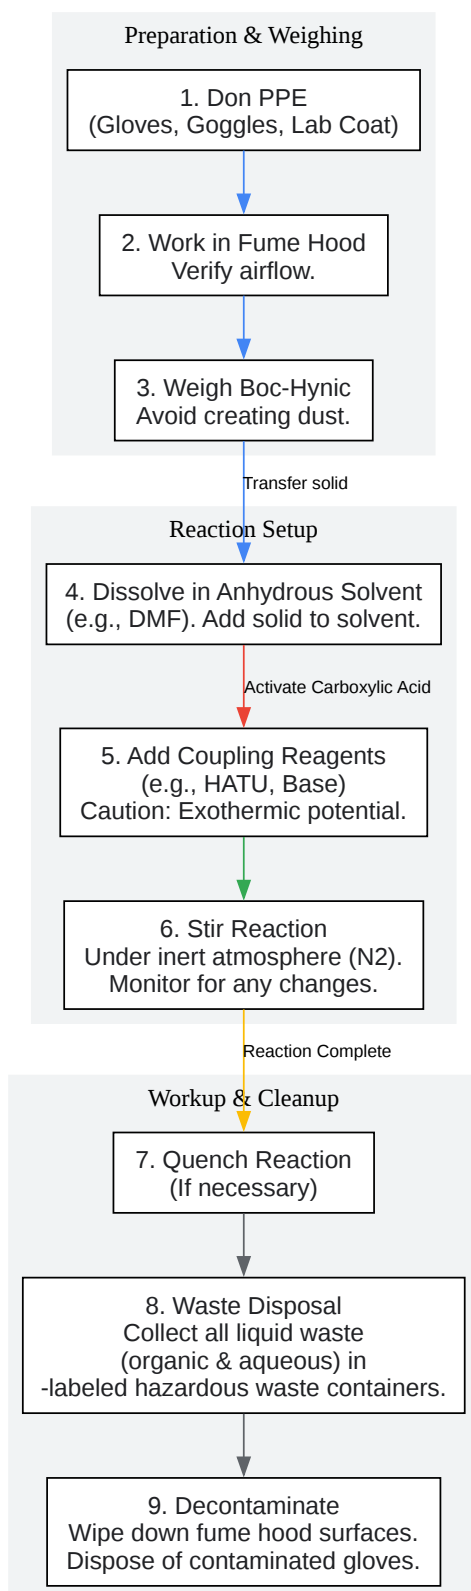 Preparation & Weighing
1. Don PPE
(Gloves, Goggles, Lab Coat)
2. Work in Fume Hood
Verify airflow.
3. Weigh Boc-Hynic
Avoid creating dust.
Transfer solid
Reaction Setup
4. Dissolve in Anhydrous Solvent
(e.g., DMF). Add solid to solvent.
Activate Carboxylic Acid
5. Add Coupling Reagents
(e.g., HATU, Base)
Caution: Exothermic potential.
6. Stir Reaction
Under inert atmosphere (N2).
Monitor for any changes.
Reaction Complete
Workup & Cleanup
7. Quench Reaction
(If necessary)
8. Waste Disposal
Collect all liquid waste
(organic & aqueous) in
-labeled hazardous waste containers.
9. Decontaminate
Wipe down fume hood surfaces.
Dispose of contaminated gloves.